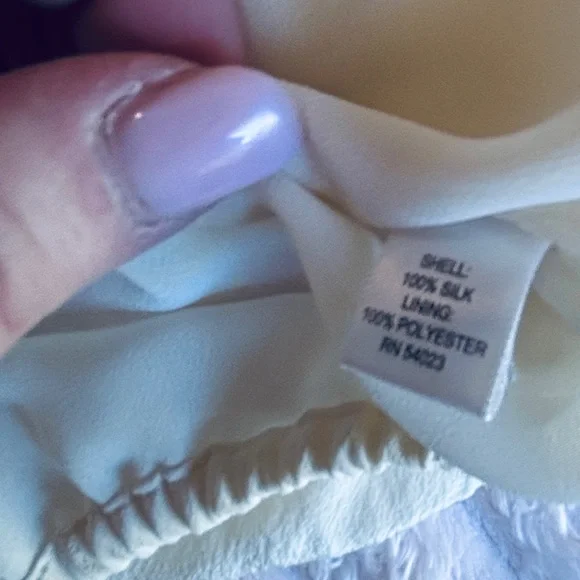 SHELL:
100% SILK
LINING:
100% POLYESTER
RN 54023